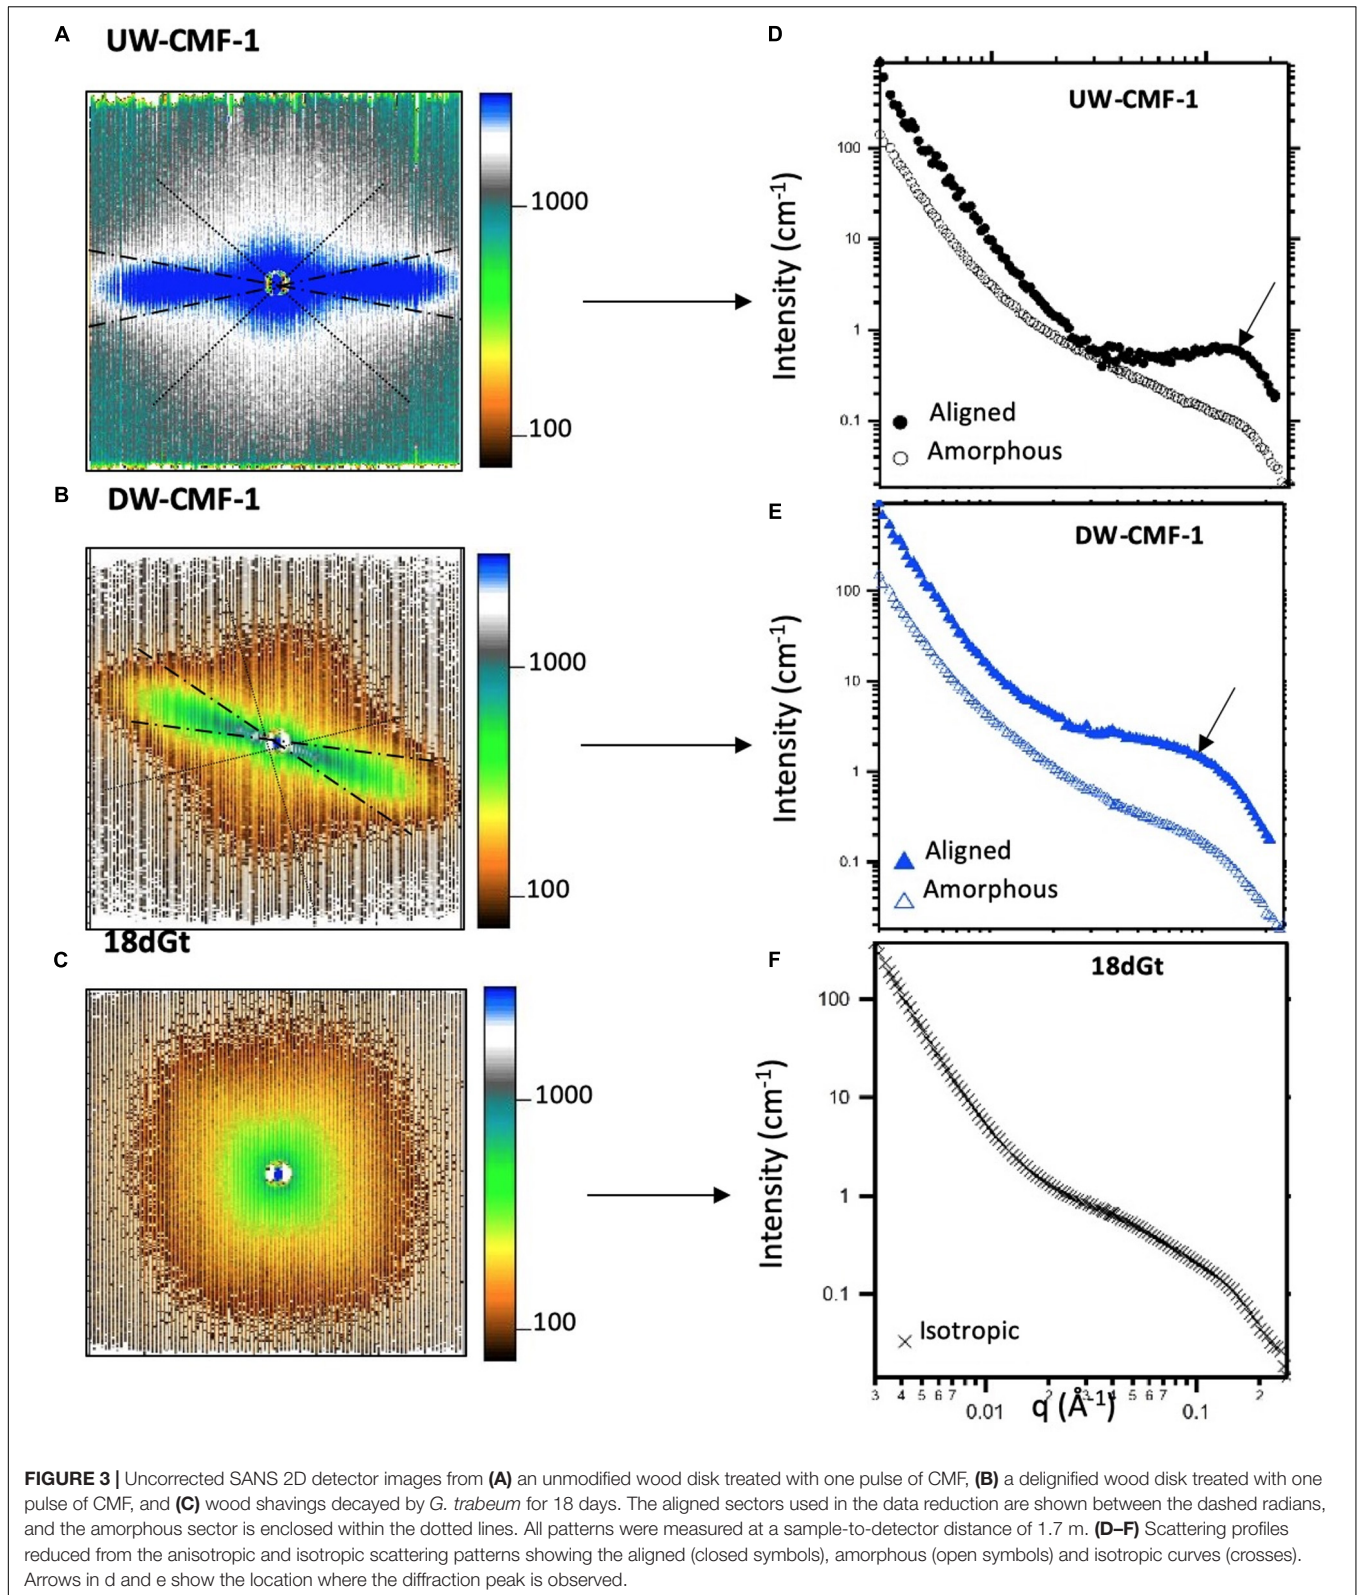 A UW-CMF-1
1000
100
B DW-CMF-1
1000
100
18dGt
C
1000
100
D
UW-CMF-1
Intensity (cm-1)
100
10
1
0.1
Aligned
Amorphous
E
DW-CMF-1
Intensity (cm-1)
100
10
1
0.1
Aligned
Amorphous
F
18dGt
Intensity (cm-1)
100
10
1
0.1
Isotropic
3 4 5 6 7 2 3 4 5 6 7 2
0.01 q (Å-1) 0.1
FIGURE 3 | Uncorrected SANS 2D detector images from (A) an unmodified wood disk treated with one pulse of CMF, (B) a delignified wood disk treated with one
pulse of CMF, and (C) wood shavings decayed by G. trabeum for 18 days. The aligned sectors used in the data reduction are shown between the dashed radians,
and the amorphous sector is enclosed within the dotted lines. All patterns were measured at a sample-to-detector distance of 1.7 m. (D–F) Scattering profiles
reduced from the anisotropic and isotropic scattering patterns showing the aligned (closed symbols), amorphous (open symbols) and isotropic curves (crosses).
Arrows in d and e show the location where the diffraction peak is observed.